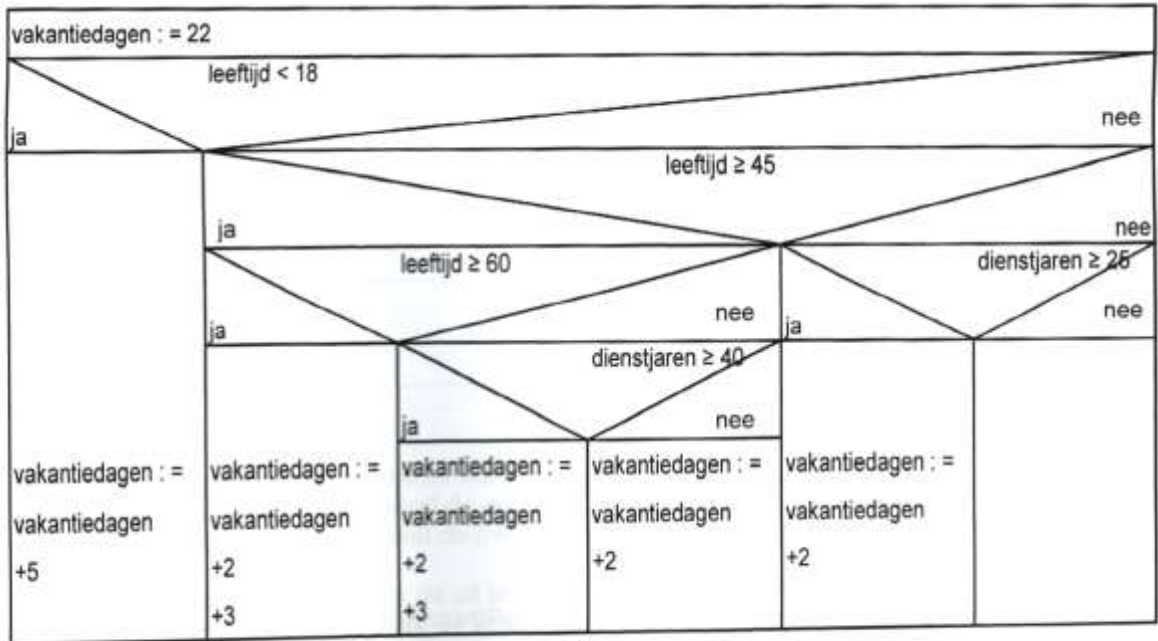 vakantiedagen : = 22
leeftijd < 18
ja
nee
leeftijd ≥ 45
ja
nee
leeftijd ≥ 60
dienstjaren ≥ 25
ja
nee
ja
nee
dienstjaren ≥ 40
ja
nee
vakantiedagen : =
vakantiedagen
+5
vakantiedagen : =
vakantiedagen
+2
+3
vakantiedagen : =
vakantiedagen
+2
+3
vakantiedagen : =
vakantiedagen
+2
vakantiedagen : =
vakantiedagen
+2